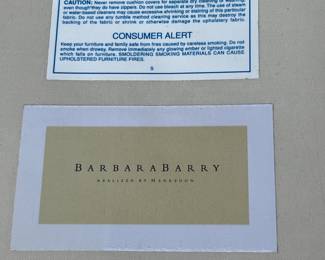 CAUTION: Never remove cushion covers for separate dry cleaning or washing
even though they do have zippers. Do not use bleach at any time. The use of steam
or water-based cleaners may cause excessive shrinking or staining of this particular
fabric. Do not use any tumble method cleaning service as this may destroy the
backing of the fabric or shrink or otherwise damage the upholstery fabric.
CONSUMER ALERT
Keep your furniture and family safe from fires caused by careless smoking. Do not
smoke when drowsy. Remove immediately any glowing ember or lighted cigarette
which falls on furniture. SMOLDERING SMOKING MATERIALS CAN CAUSE
UPHOLSTERED FURNITURE FIRES.
S
BARBARABARRY
REALIZED BY HENREDON